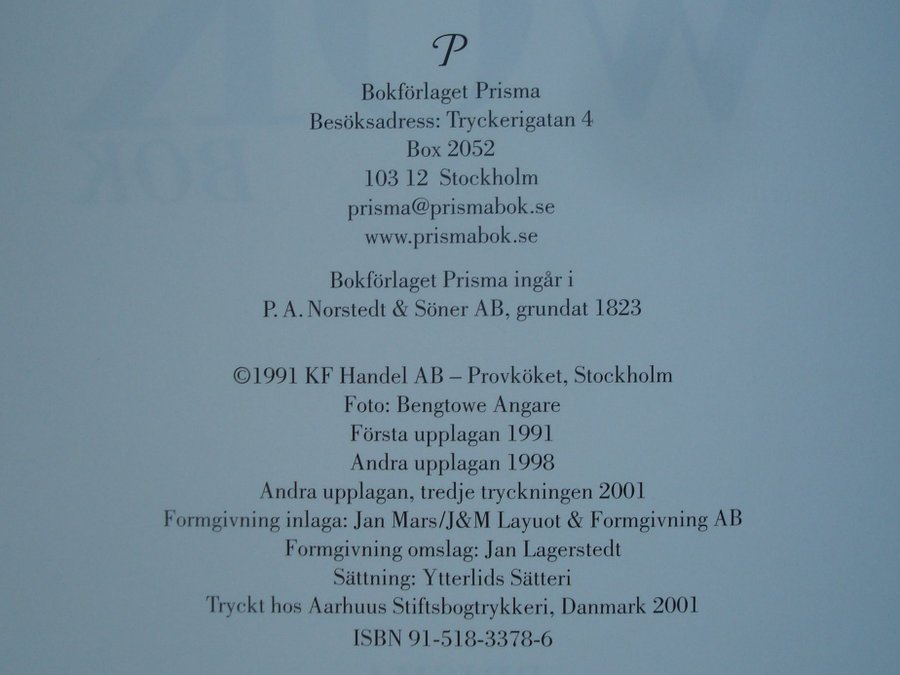 P
Bokförlaget Prisma
Besöksadress: Tryckerigatan 4
Box 2052
103 12 Stockholm
prisma@prismabok.se
www.prismabok.se
Bokförlaget Prisma ingår i
P. A. Norstedt & Söner AB, grundat 1823
©1991 KF Handel AB – Provköket, Stockholm
Foto: Bengtowe Angare
Första upplagan 1991
Andra upplagan 1998
Andra upplagan, tredje tryckningen 2001
Formgivning inlaga: Jan Mars/J&M Layuot & Formgivning AB
Formgivning omslag: Jan Lagerstedt
Sättning: Ytterlids Sätteri
Tryckt hos Aarhuus Stiftsbogtrykkeri, Danmark 2001
ISBN 91-518-3378-6